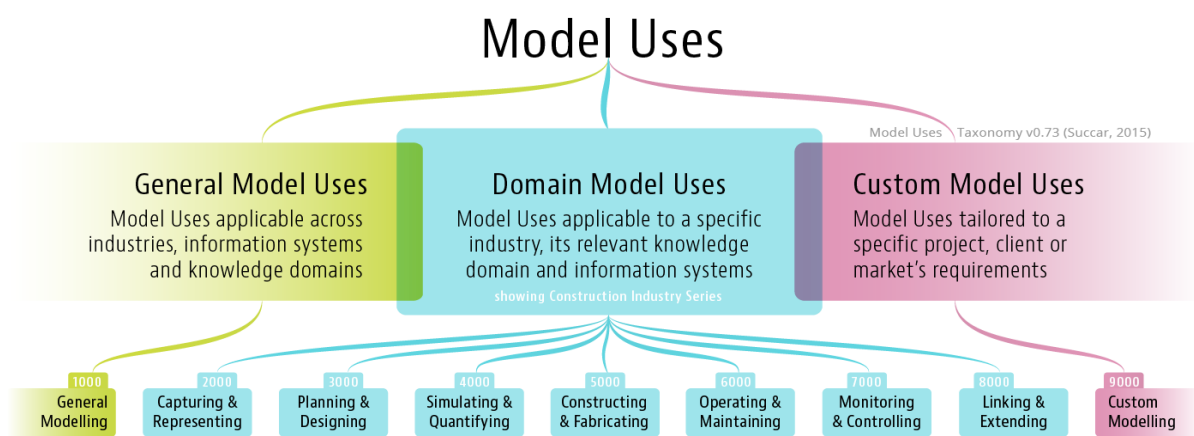 Model Uses
Model Uses Taxonomy v0.73 (Succar, 2015)
General Model Uses
Model Uses applicable across
industries, information systems
and knowledge domains
Domain Model Uses
Model Uses applicable to a specific
industry, its relevant knowledge
domain and information systems
showing Construction Industry Series
Custom Model Uses
Model Uses tailored to a
specific project, client or
market's requirements
1000
General
Modelling
2000
Capturing &
Representing
3000
Planning &
Designing
4000
Simulating &
Quantifying
5000
Constructing
& Fabricating
6000
Operating &
Maintaining
7000
Monitoring
& Controlling
8000
Linking &
Extending
9000
Custom
Modelling